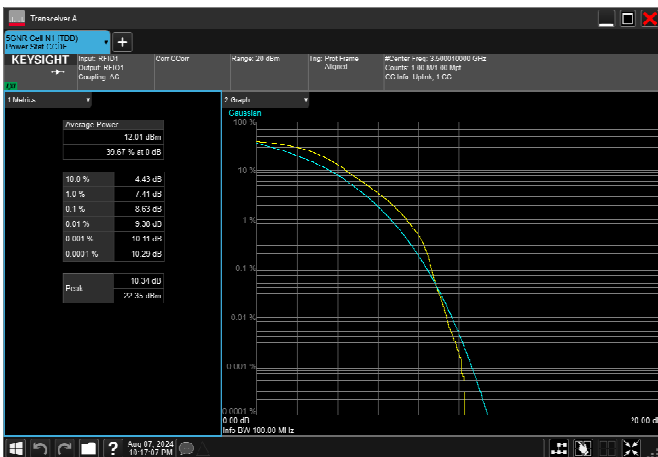 Transceiver A
5GNR Cell N1 (TDD)
Power Stat CCDF
KEYSIGHT
Input: RFIO1
Output: RFIO1
Coupling: AC
Corr CCorr
Range: 20 dBm
Trig: Prot Frame
Aligned
#Center Freq: 3.500010000 GHz
Counts: 1.00 M/1.00 Mpt
CC Info: Uplink, 1 CC
1 Metrics
2 Graph
Gaussian
Average Power
12.01 dBm
39.67 % at 0 dB
10.0 % 4.43 dB
1.0 % 7.41 dB
0.1 % 8.63 dB
0.01 % 9.30 dB
0.001 % 10.11 dB
0.0001 % 10.29 dB
Peak
10.34 dB
22.35 dBm
100 %
10 %
1 %
0.1 %
0.01 %
0.001 %
0.0001 %
0.00 dB
Info BW 100.00 MHz
?
Aug 07, 2024
10:17:07 PM